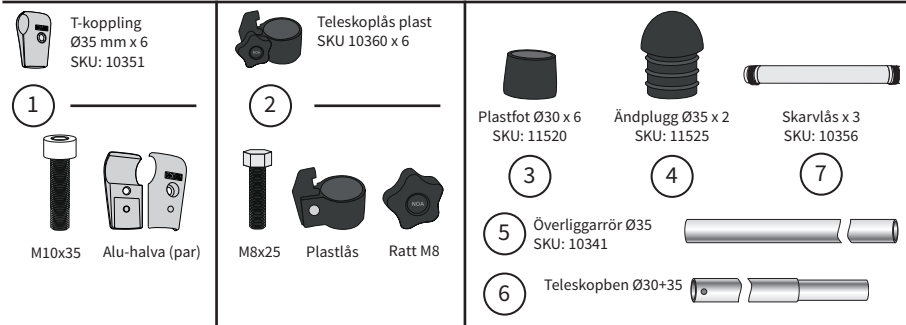 T-koppling
Ø35 mm x 6
SKU: 10351
1
M10x35
Alu-halva (par)
Teleskoplås plast
SKU 10360 x 6
NOA
2
M8x25
Plastlås
NOA
Ratt M8
Plastfot Ø30 x 6
SKU: 11520
3
Ändplugg Ø35 x 2
SKU: 11525
4
Skarvlås x 3
SKU: 10356
7
5
Överliggarrör Ø35
SKU: 10341
6
Teleskopben Ø30+35